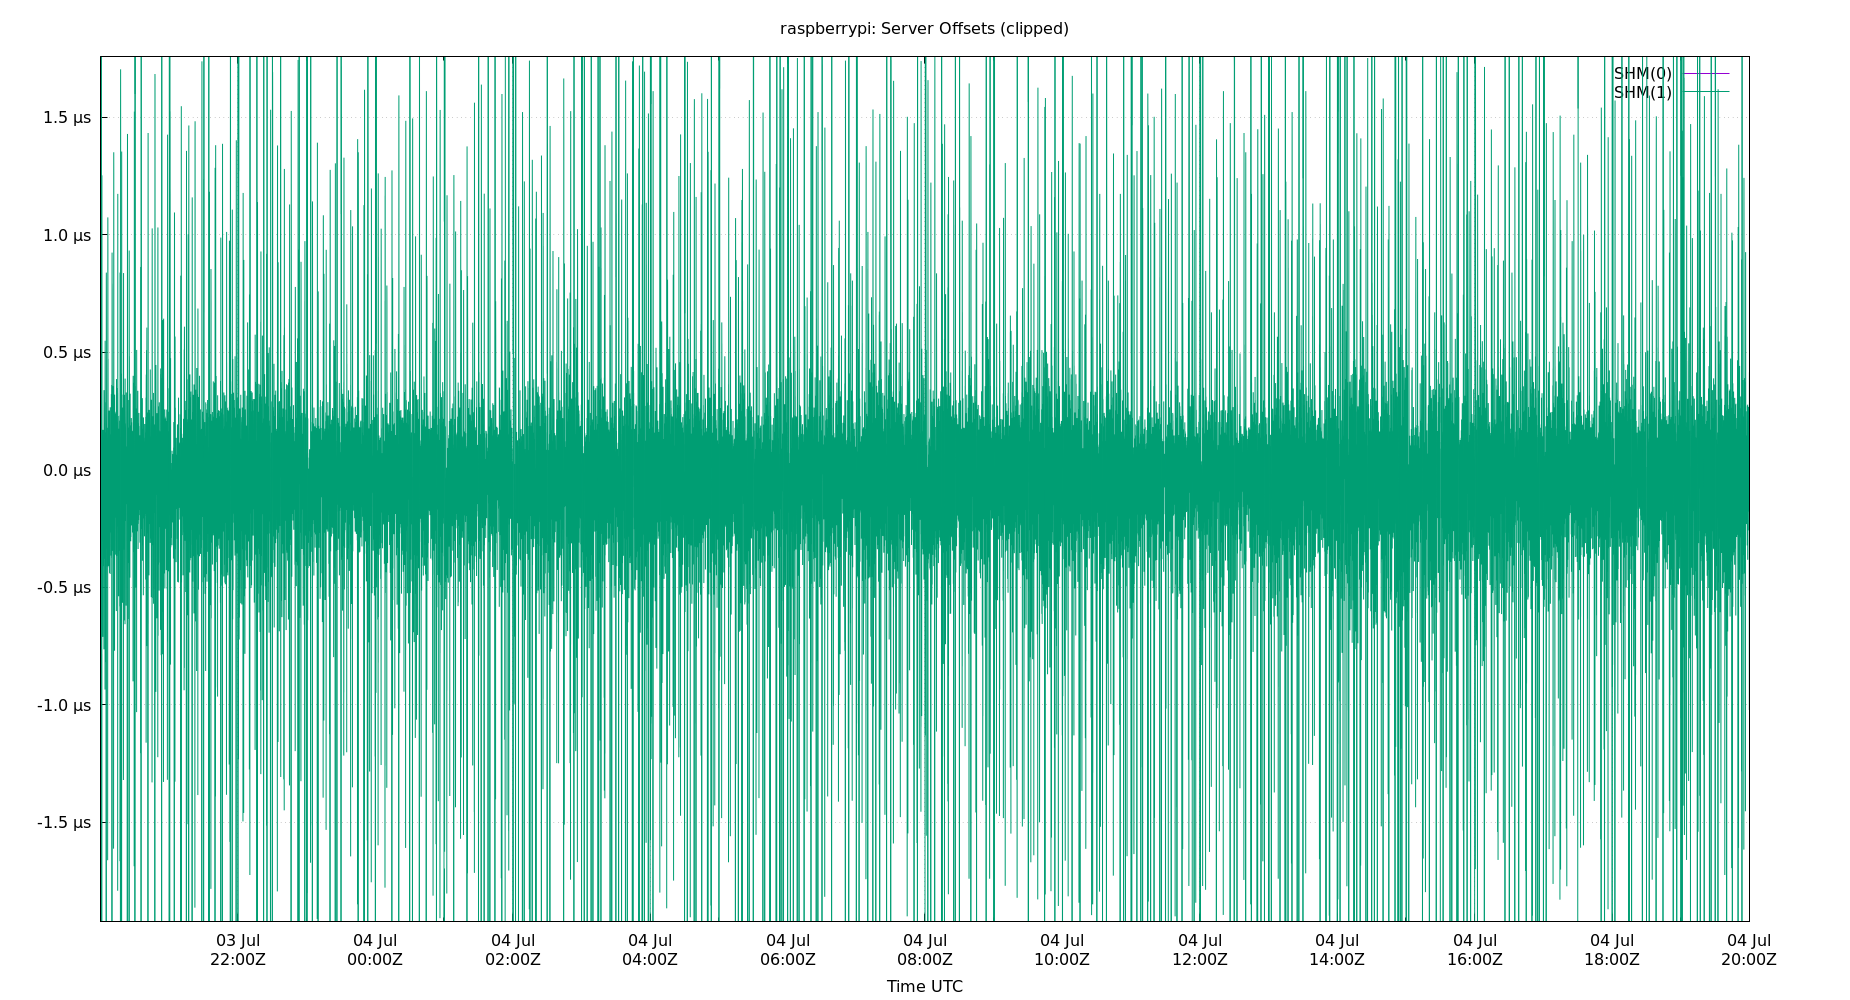 raspberrypi: Server Offsets (clipped)
SHM(0)
SHM(1)
1.5 µs
1.0 µs
0.5 µs
0.0 µs
-0.5 µs
-1.0 µs
-1.5 µs
03 Jul 04 Jul 04 Jul 04 Jul 04 Jul 04 Jul 04 Jul 04 Jul 04 Jul 04 Jul 04 Jul 04 Jul
22:00Z 00:00Z 02:00Z 04:00Z 06:00Z 08:00Z 10:00Z 12:00Z 14:00Z 16:00Z 18:00Z 20:00Z
Time UTC